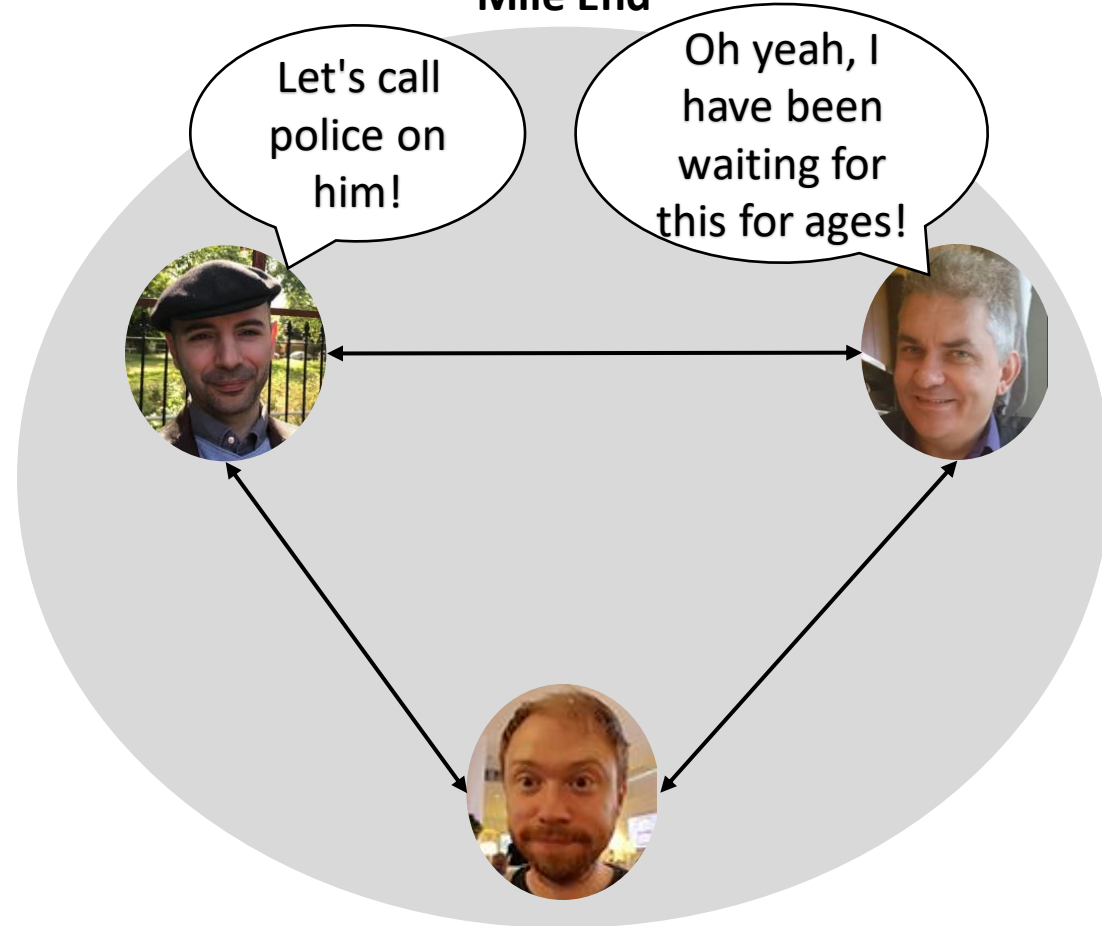 Mile End
Let's call
police on
him!
Oh yeah, I
have been
waiting for
this for ages!